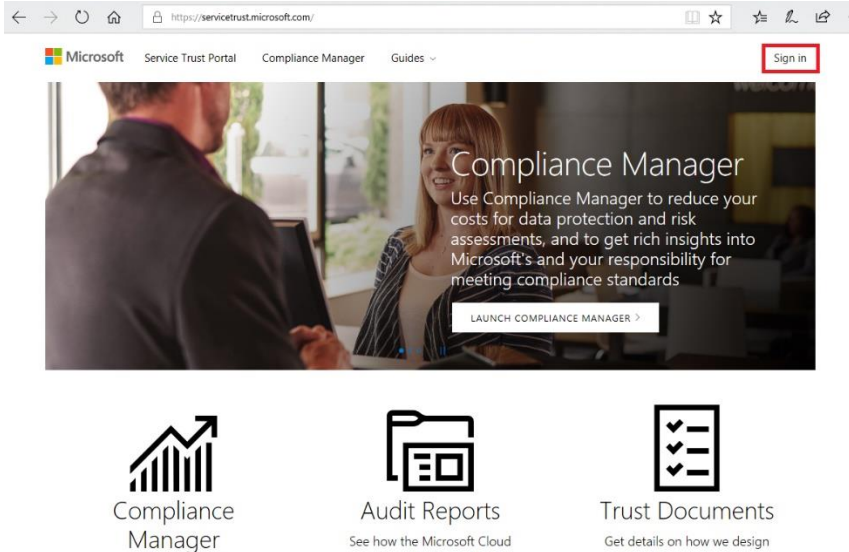 https://servicetrust.microsoft.com/
Microsoft Service Trust Portal Compliance Manager Guides Sign in
Compliance Manager
Use Compliance Manager to reduce your
costs for data protection and risk
assessments, and to get rich insights into
Microsoft's and your responsibility for
meeting compliance standards
LAUNCH COMPLIANCE MANAGER >
Compliance
Manager
Audit Reports
See how the Microsoft Cloud
Trust Documents
Get details on how we design